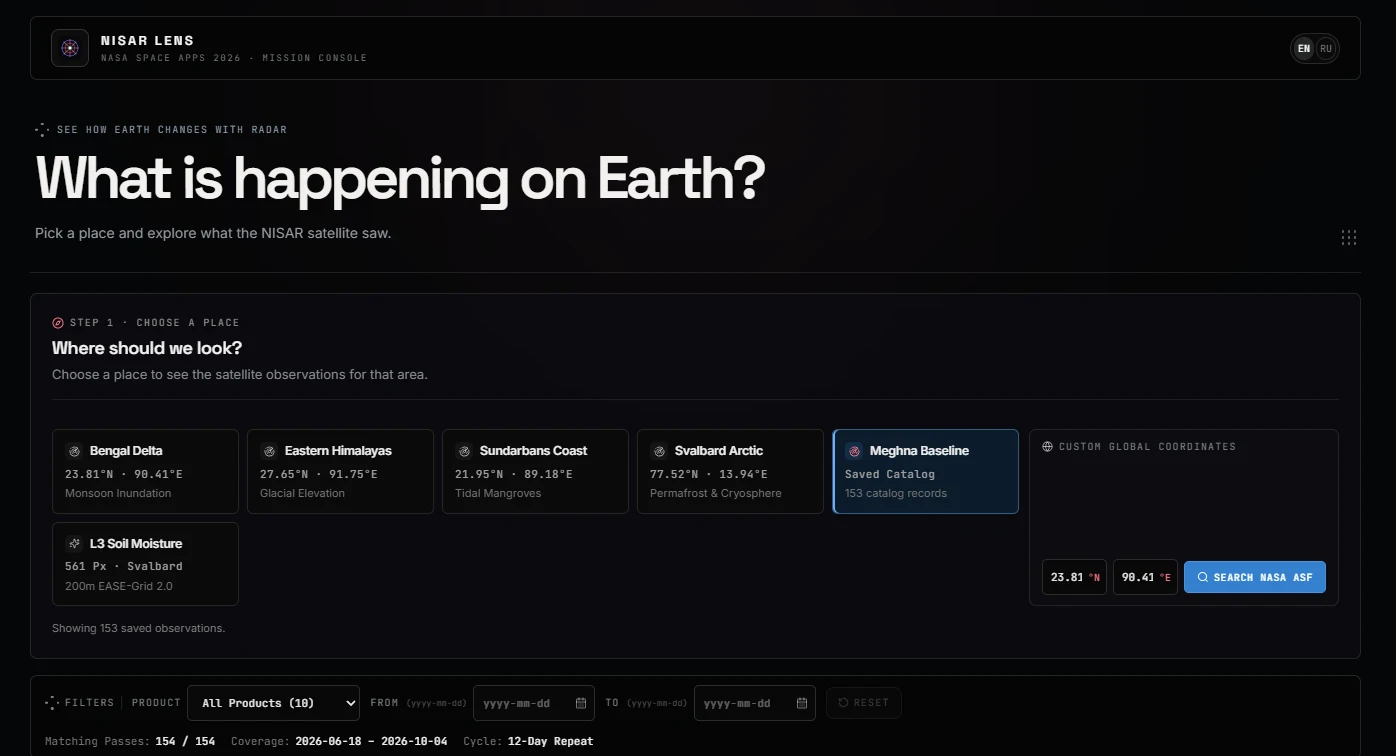 NISAR LENS
NASA SPACE APPS 2026 · MISSION CONSOLE
EN RU
SEE HOW EARTH CHANGES WITH RADAR
What is happening on Earth?
Pick a place and explore what the NISAR satellite saw.
STEP 1 · CHOOSE A PLACE
Where should we look?
Choose a place to see the satellite observations for that area.
Bengal Delta
23.81°N · 90.41°E
Monsoon Inundation
Eastern Himalayas
27.65°N · 91.75°E
Glacial Elevation
Sundarbans Coast
21.95°N · 89.18°E
Tidal Mangroves
Svalbard Arctic
77.52°N · 13.94°E
Permafrost & Cryosphere
Meghna Baseline
Saved Catalog
153 catalog records
CUSTOM GLOBAL COORDINATES
23.81 °N 90.41 °E SEARCH NASA ASF
L3 Soil Moisture
561 Px · Svalbard
200m EASE-Grid 2.0
Showing 153 saved observations.
FILTERS PRODUCT All Products (10) FROM (yyyy-mm-dd) yyyy-mm-dd TO (yyyy-mm-dd) yyyy-mm-dd RESET
Matching Passes: 154 / 154 Coverage: 2026-06-18 – 2026-10-04 Cycle: 12-Day Repeat